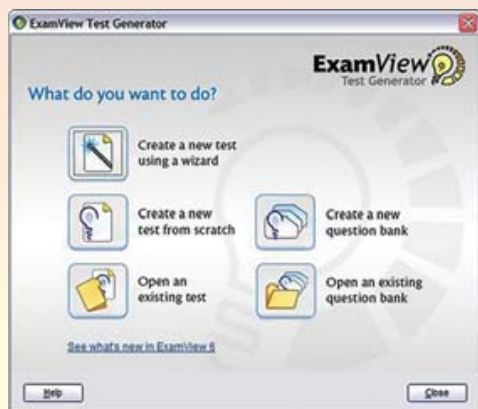 ExamView Test Generator
ExamView
Test Generator
What do you want to do?
Create a new test
using a wizard
Create a new
test from scratch
Create a new
question bank
Open an
existing test
Open an existing
question bank
See what's new in ExamView 6
Help
Close